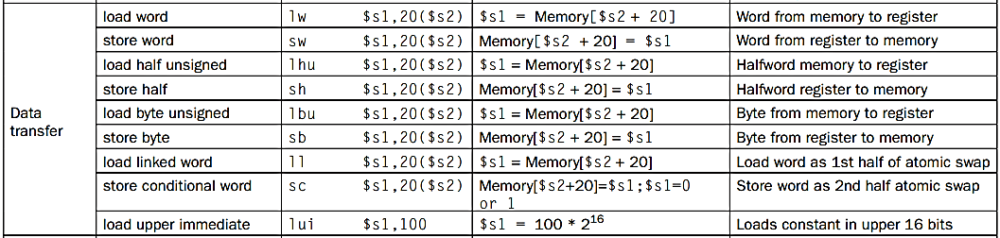 load word lw $s1,20($s2) $s1 = Memory[$s2 + 20] Word from memory to register
store word sw $s1,20($s2) Memory[$s2 + 20] = $s1 Word from register to memory
load half unsigned lhu $s1,20($s2) $s1 = Memory[$s2 + 20] Halfword memory to register
store half sh $s1,20($s2) Memory[$s2 + 20] = $s1 Halfword register to memory
Data transfer load byte unsigned lbu $s1,20($s2) $s1 = Memory[$s2 + 20] Byte from memory to register
store byte sb $s1,20($s2) Memory[$s2 + 20] = $s1 Byte from register to memory
load linked word ll $s1,20($s2) $s1 = Memory[$s2 + 20] Load word as 1st half of atomic swap
store conditional word sc $s1,20($s2) Memory[$s2+20]=$s1;$s1=0 or 1 Store word as 2nd half atomic swap
load upper immediate lui $s1,100 $s1 = 100 * 2¹⁶ Loads constant in upper 16 bits